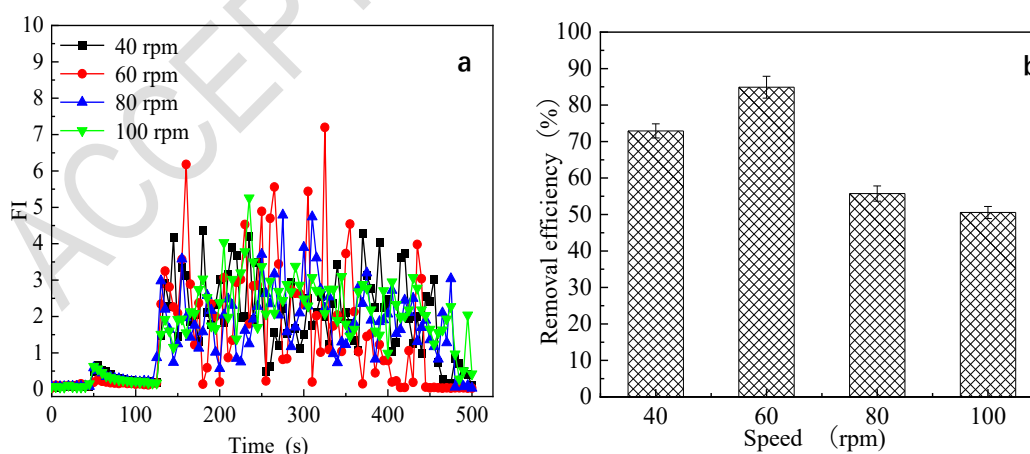 ACCEP
10
9
8
7
6
5
4
3
2
1
0
FI
40 rpm
60 rpm
80 rpm
100 rpm
a
0 100 200 300 400 500
Time (s)
100
90
80
70
60
50
40
30
20
10
0
Removal efficiency (%)
b
40 60 80 100
Speed (rpm)